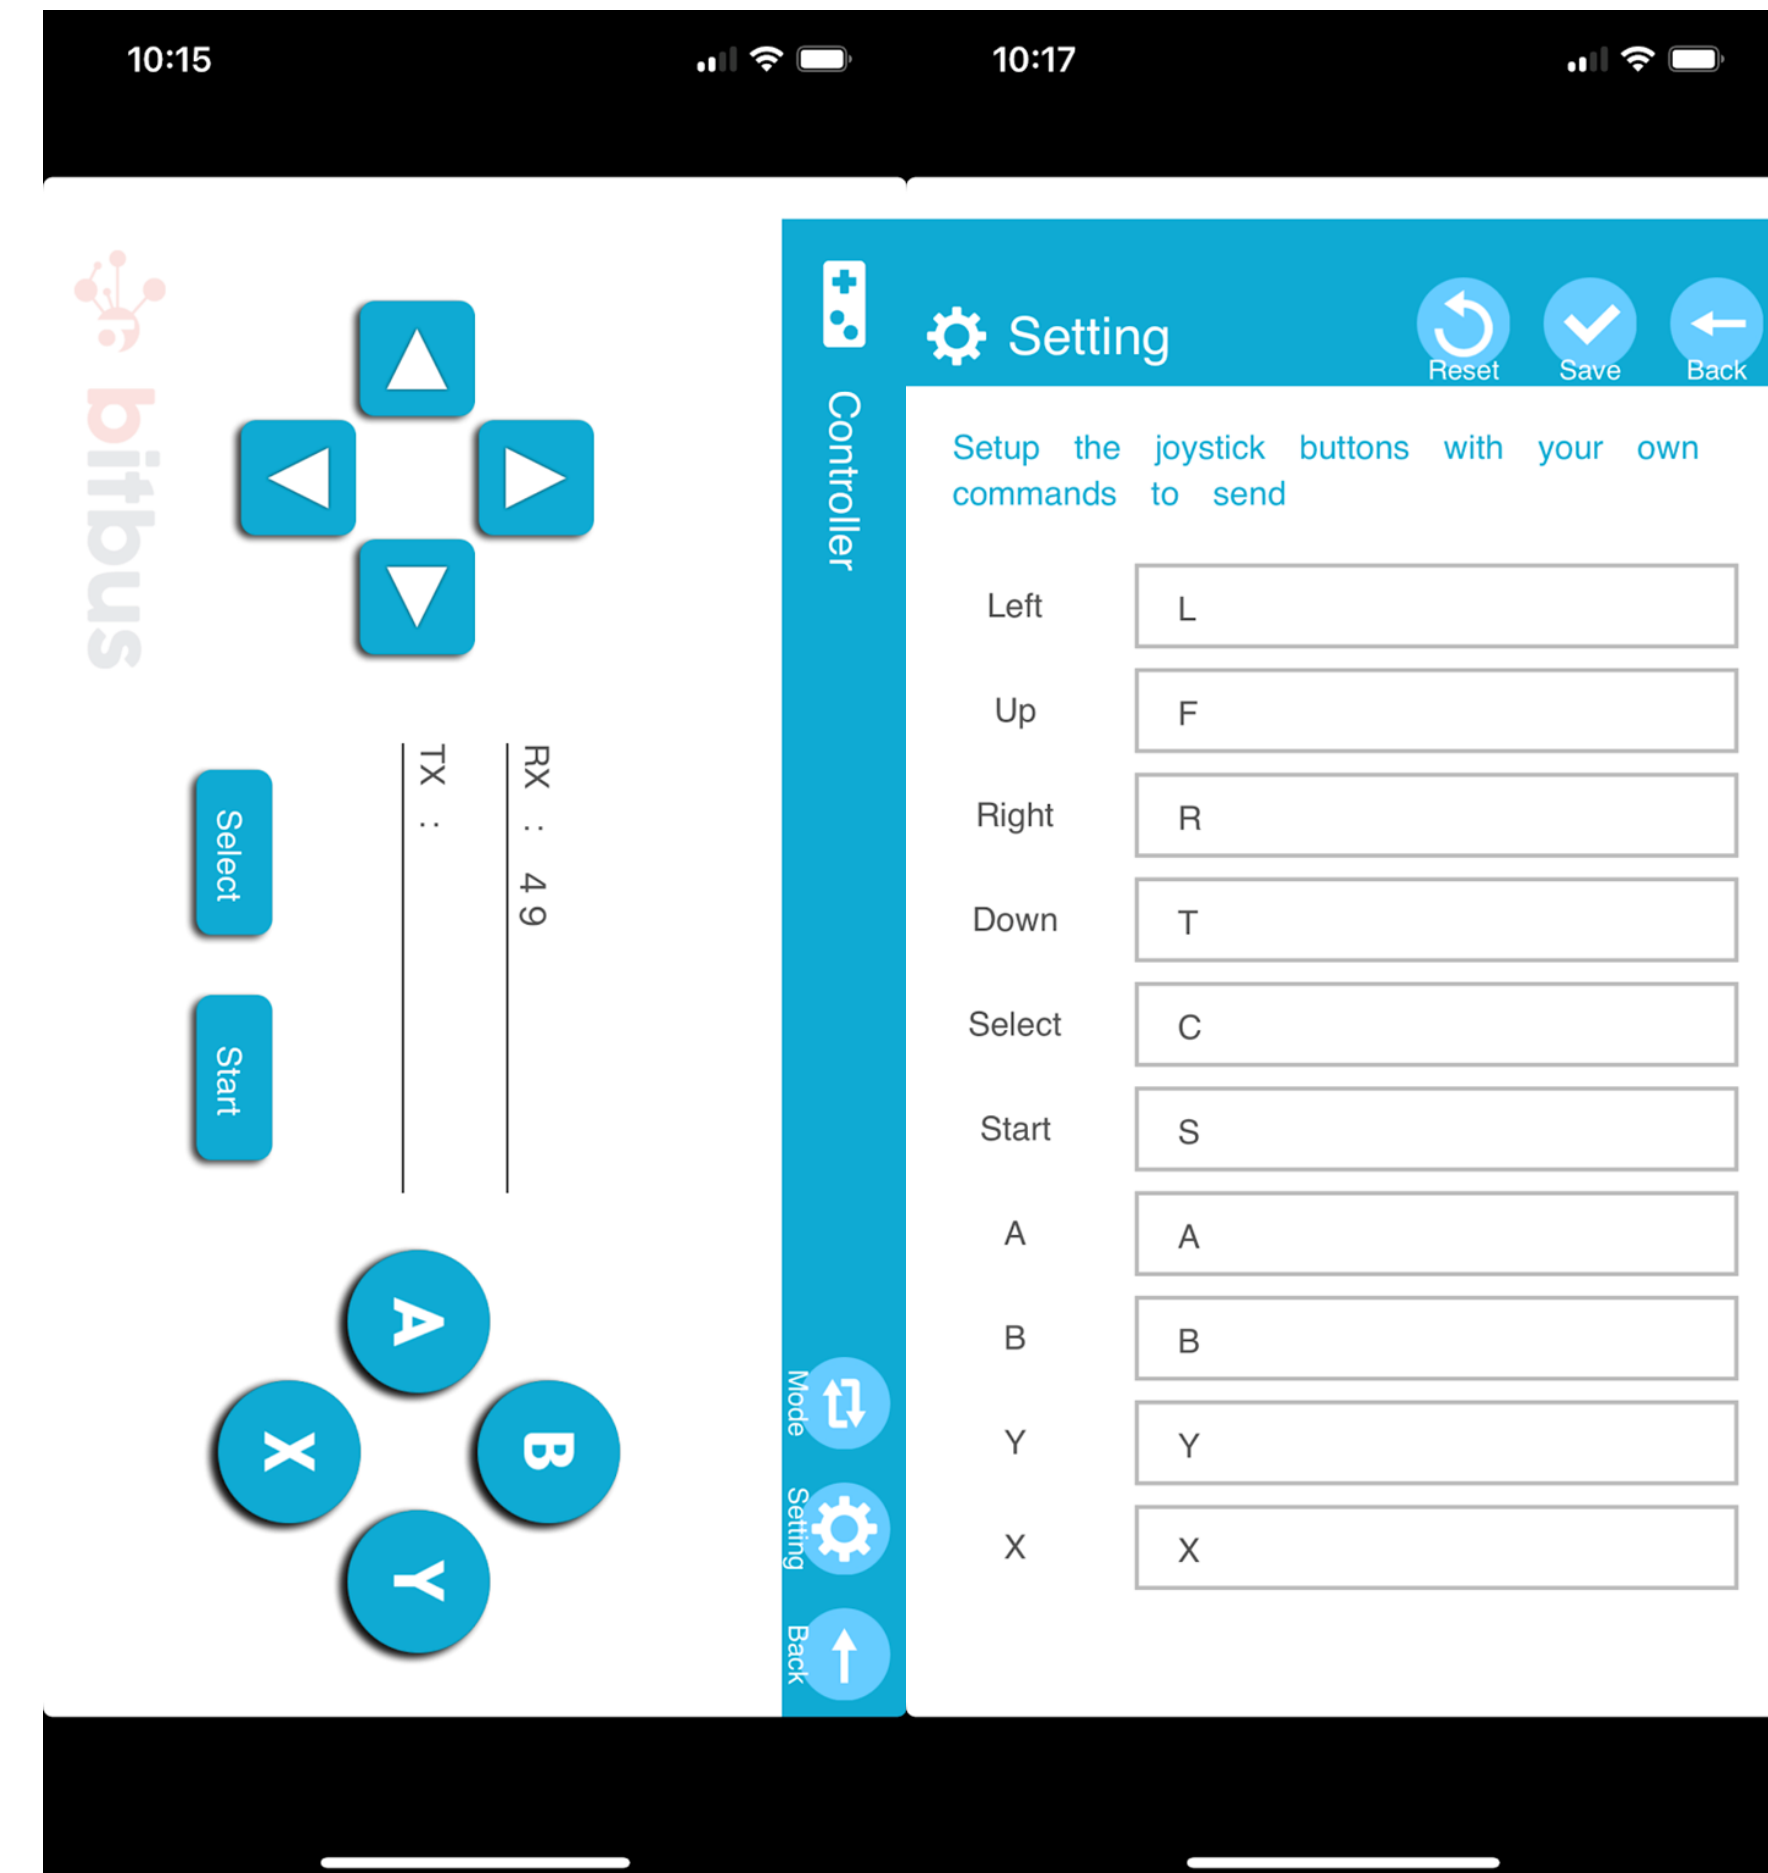 10:15
bitbus
Controller
RX : 49
TX :
Select
Start
A
B
X
Y
Mode
Setting
Back
10:17
Setting
Reset
Save
Back
Setup the joystick buttons with your own
commands to send
Left L
Up F
Right R
Down T
Select C
Start S
A A
B B
Y Y
X X